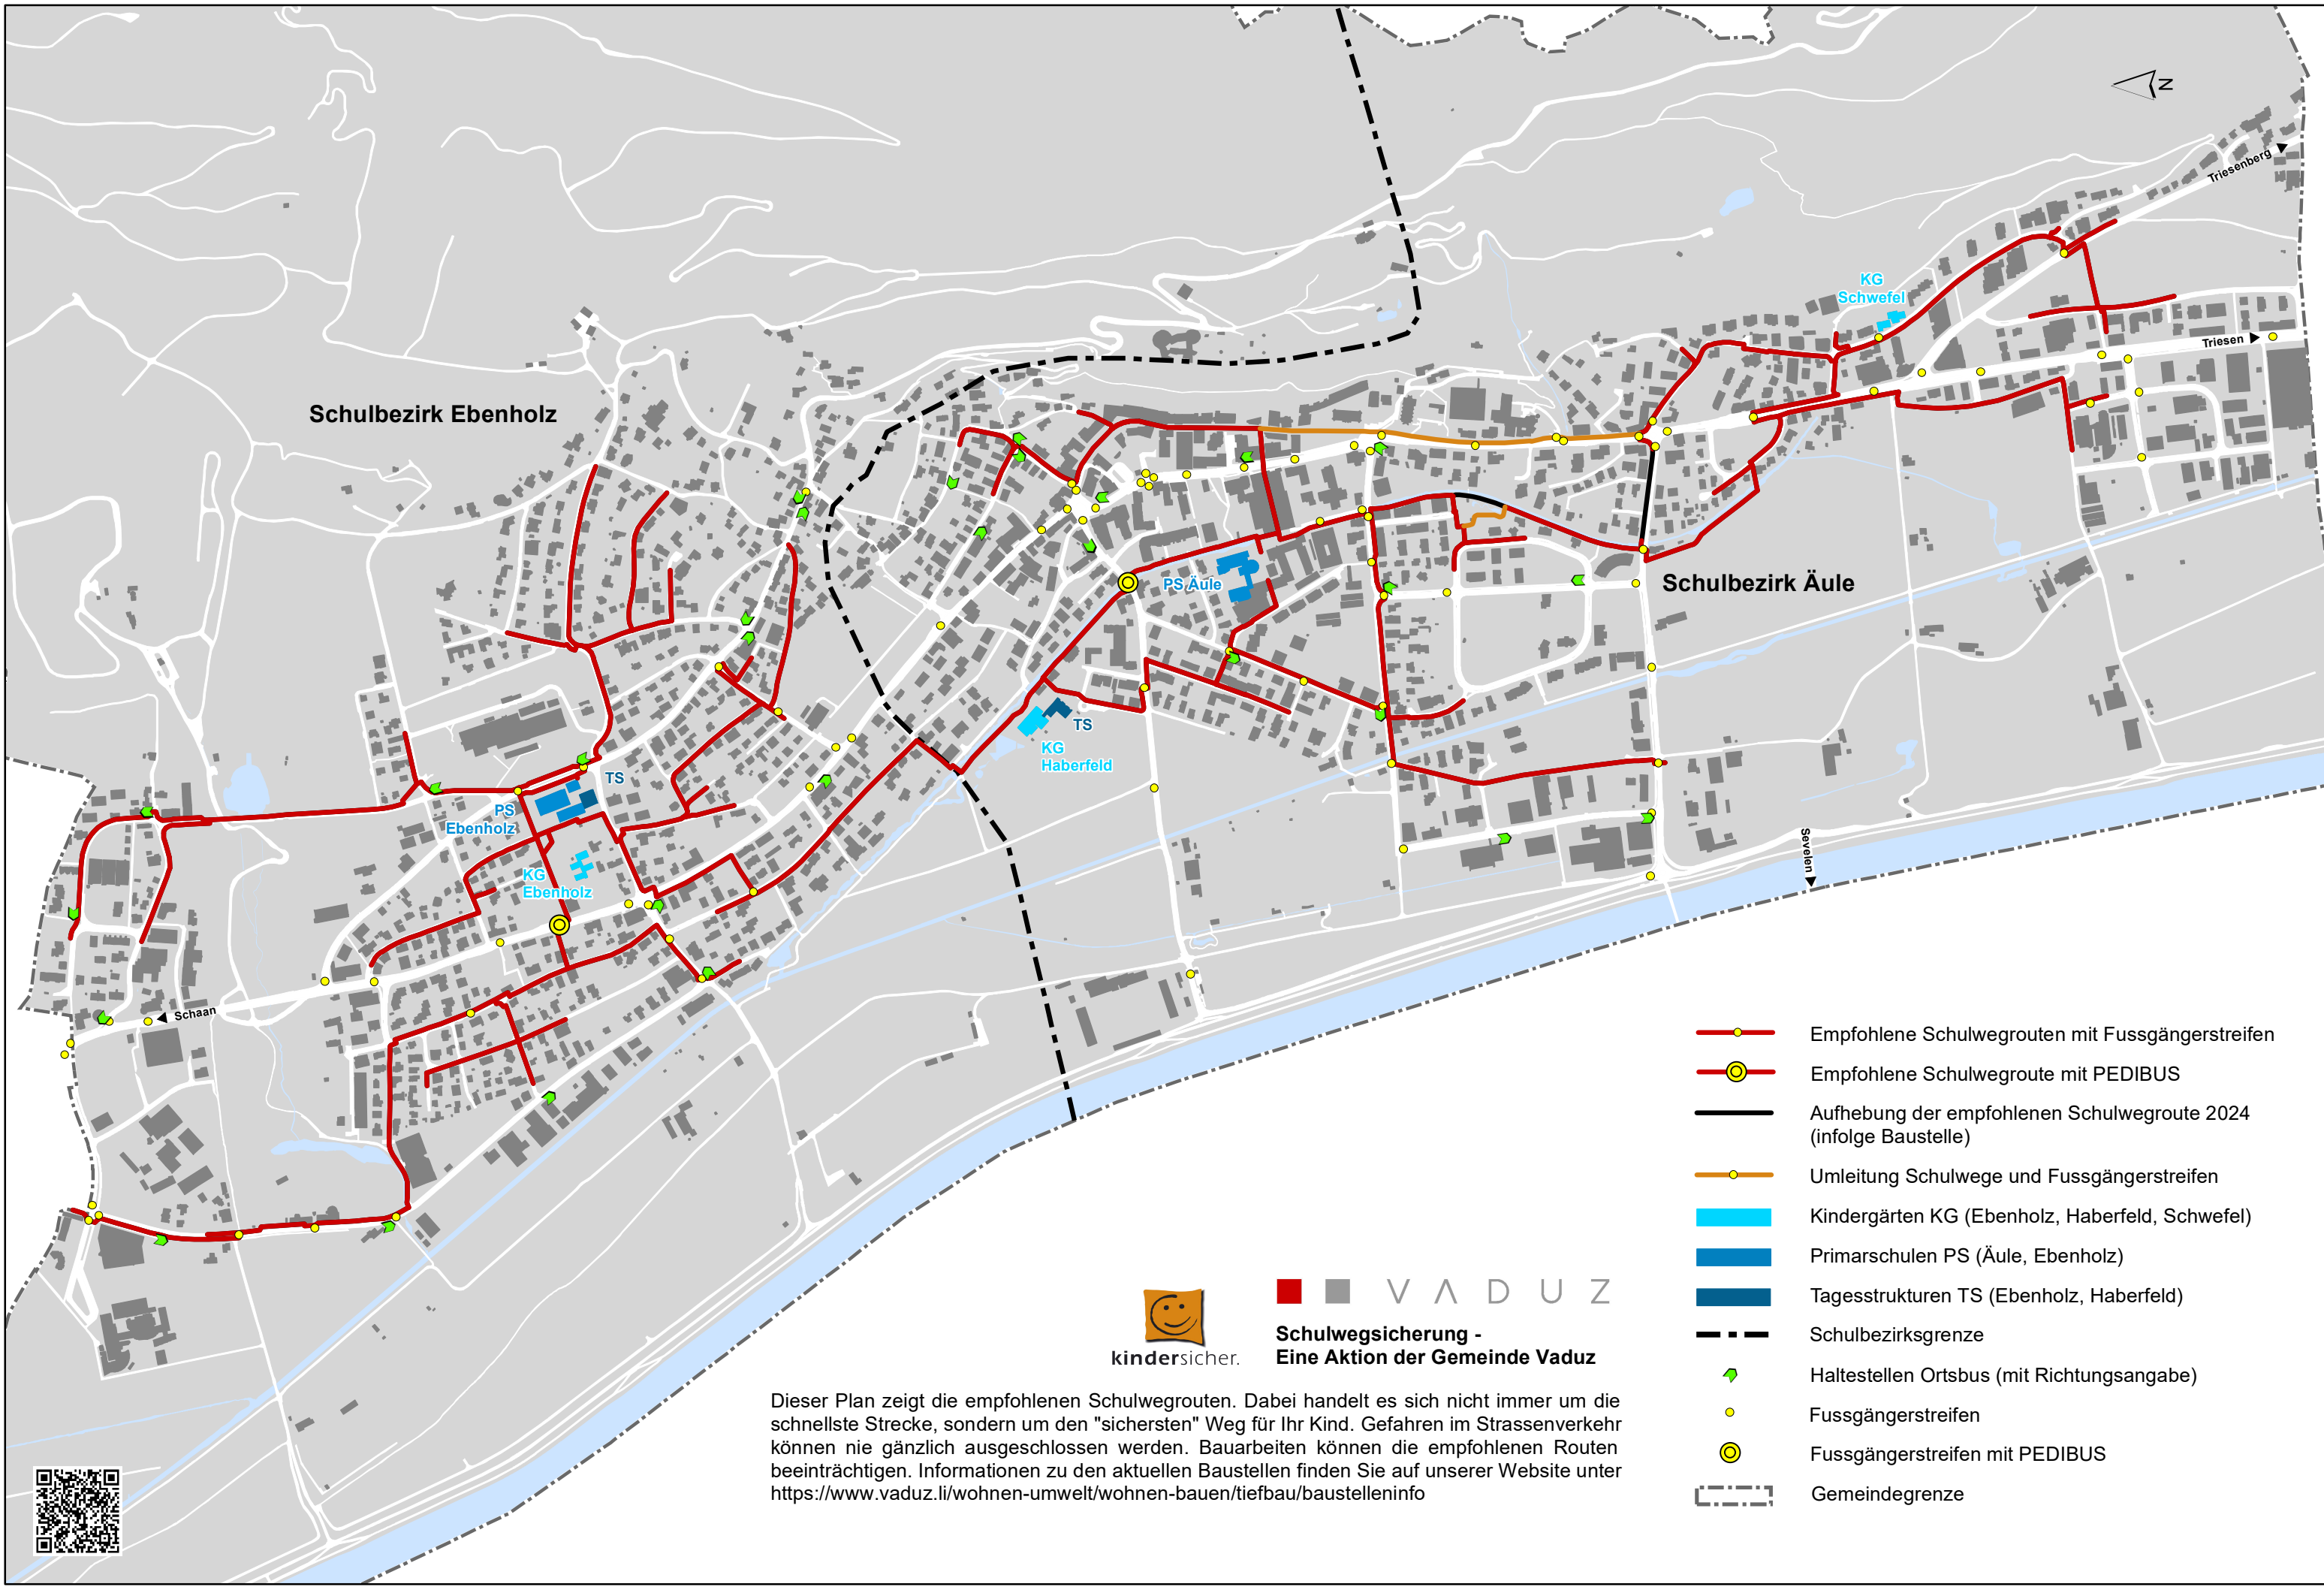 N
Triesenberg
KG
Schwefel
Triesen
Schulbezirk Ebenholz
PS Äule
Schulbezirk Äule
TS
KG
Haberfeld
TS
PS
Ebenholz
KG
Ebenholz
Sevelen
Schaan
Empfohlene Schulwegrouten mit Fussgängerstreifen
Empfohlene Schulwegroute mit PEDIBUS
Aufhebung der empfohlenen Schulwegroute 2024
(infolge Baustelle)
Umleitung Schulwege und Fussgängerstreifen
Kindergärten KG (Ebenholz, Haberfeld, Schwefel)
Primarschulen PS (Äule, Ebenholz)
Tagesstrukturen TS (Ebenholz, Haberfeld)
Schulbezirksgrenze
Haltestellen Ortsbus (mit Richtungsangabe)
Fussgängerstreifen
Fussgängerstreifen mit PEDIBUS
Gemeindegrenze
kindersicher.
VADUZ
Schulwegsicherung -
Eine Aktion der Gemeinde Vaduz
Dieser Plan zeigt die empfohlenen Schulwegrouten. Dabei handelt es sich nicht immer um die
schnellste Strecke, sondern um den "sichersten" Weg für Ihr Kind. Gefahren im Strassenverkehr
können nie gänzlich ausgeschlossen werden. Bauarbeiten können die empfohlenen Routen
beeinträchtigen. Informationen zu den aktuellen Baustellen finden Sie auf unserer Website unter
https://www.vaduz.li/wohnen-umwelt/wohnen-bauen/tiefbau/baustelleninfo